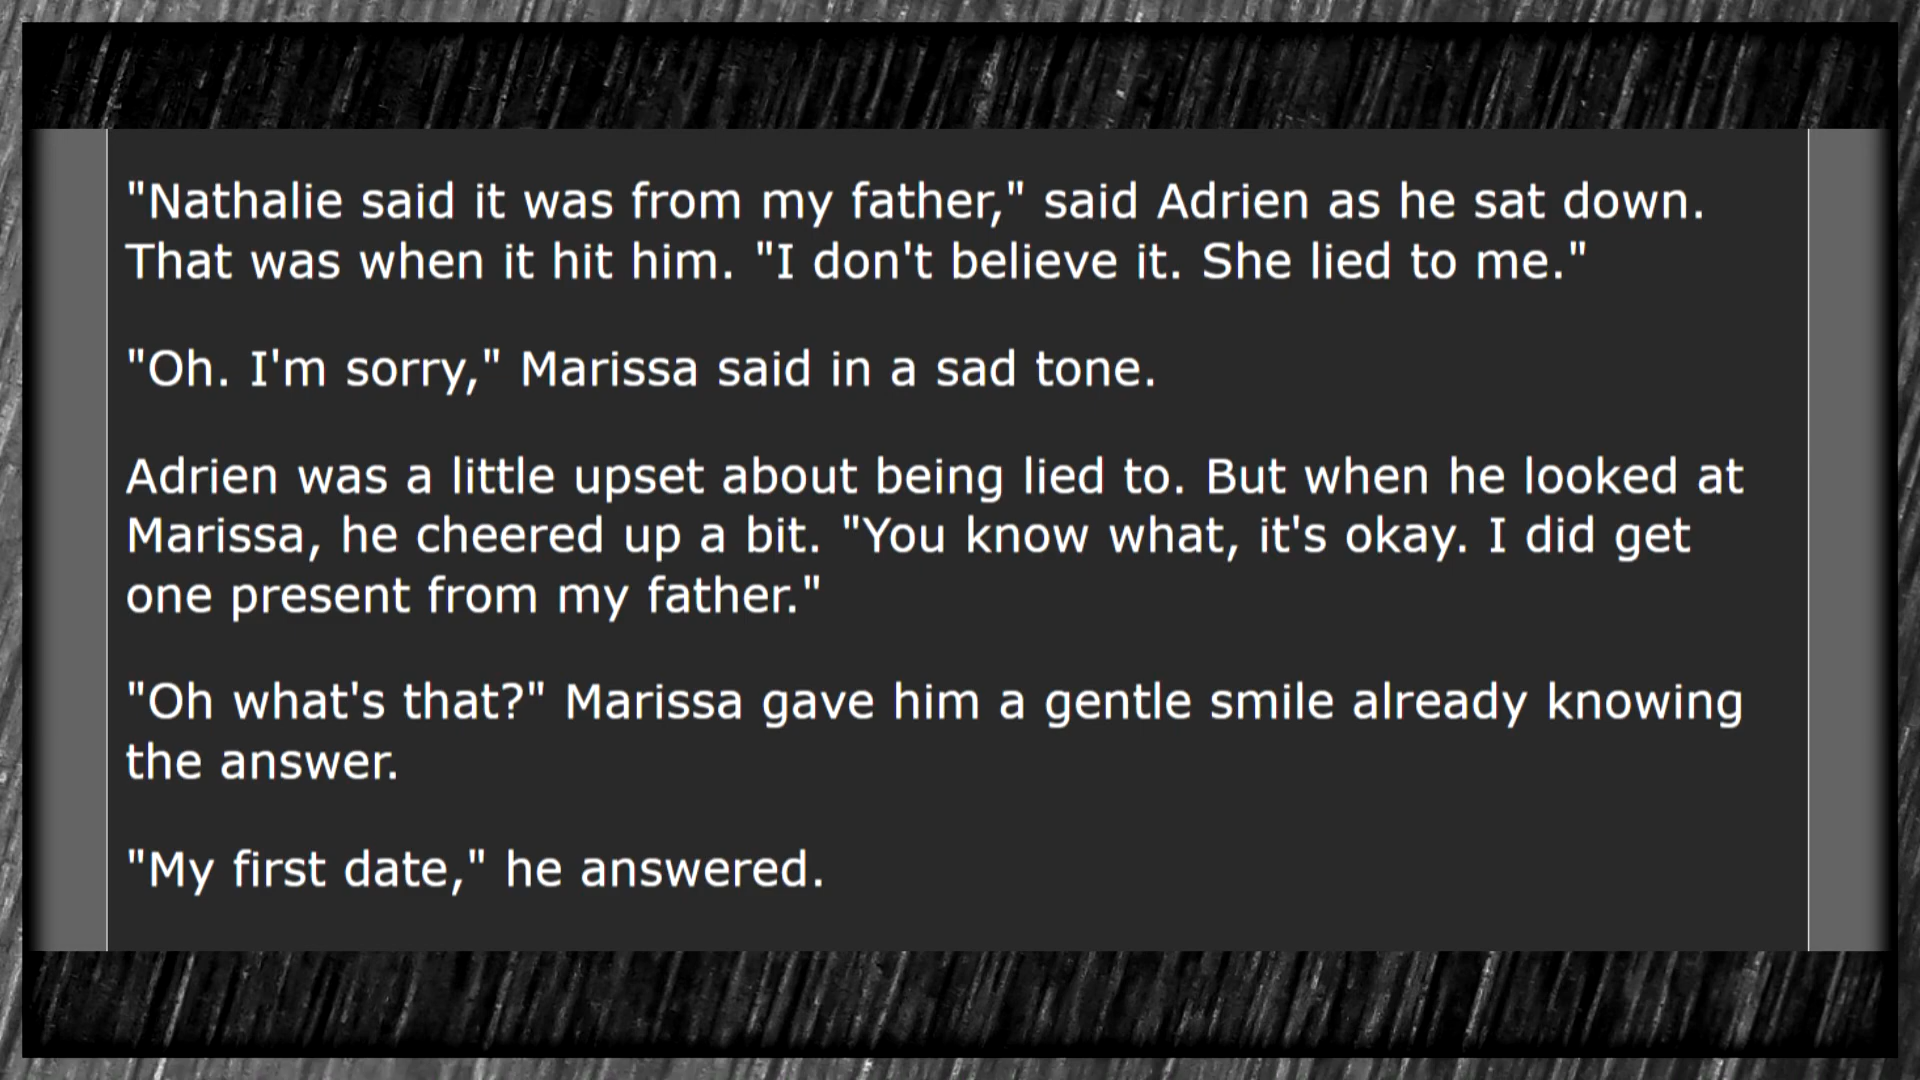 "Nathalie said it was from my father," said Adrien as he sat down.
That was when it hit him. "I don't believe it. She lied to me."
"Oh. I'm sorry," Marissa said in a sad tone.
Adrien was a little upset about being lied to. But when he looked at
Marissa, he cheered up a bit. "You know what, it's okay. I did get
one present from my father."
"Oh what's that?" Marissa gave him a gentle smile already knowing
the answer.
"My first date," he answered.